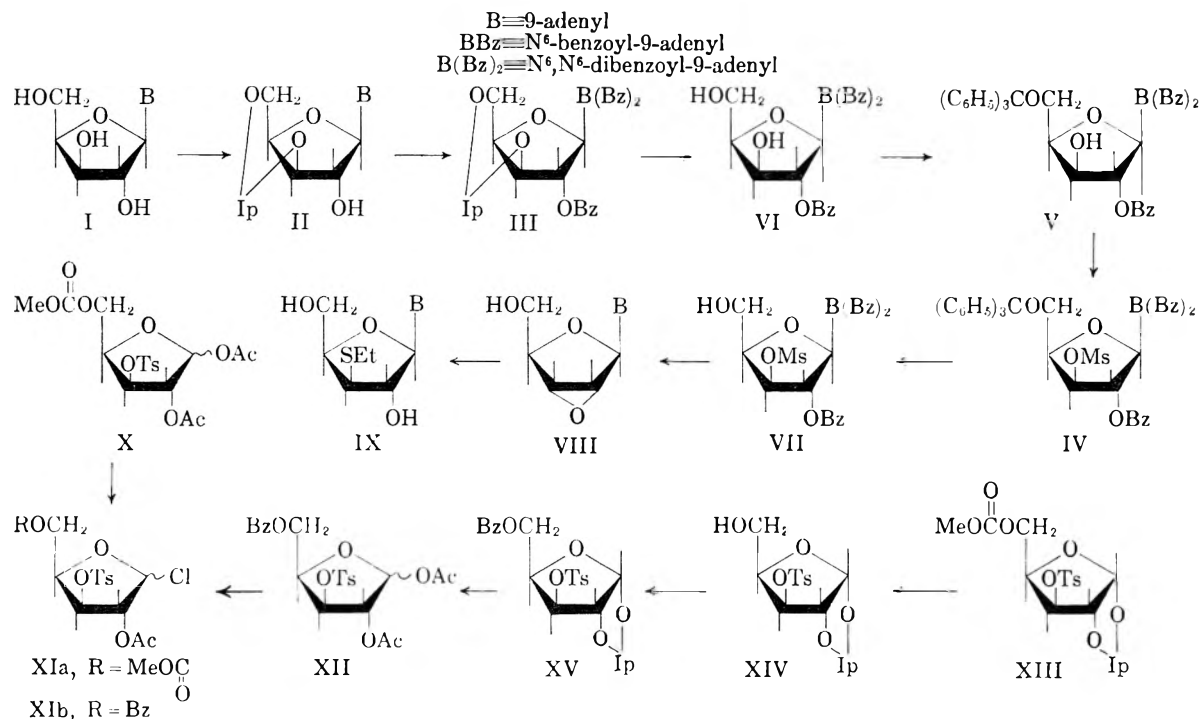 B≡9-adenyl
BBz≡N⁶-benzoyl-9-adenyl
B(Bz)₂≡N⁶,N⁶-dibenzoyl-9-adenyl
HOCH₂ B
O
OH
OH
I
OCH₂ B
O
O
Ip OH
II
OCH₂ B(Bz)₂
O
O
Ip OBz
III
HOCH₂ B(Bz)₂
O
OH
OBz
VI
(C₆H₅)₃COCH₂ B(Bz)₂
O
OH
OBz
V
O
MeOCOCH₂
O
OTs OAc
OAc
X
HOCH₂ B
O
SEt
OH
IX
HOCH₂ B
O
O
VIII
HOCH₂ B(Bz)₂
O
OMs
OBz
VII
(C₆H₅)₃COCH₂ B(Bz)₂
O
OMs
OBz
IV
ROCH₂
O
OTs Cl
OAc
XIa, R = MeOC
O
XIb, R = Bz
BzOCH₂
O
OTs OAc
OAc
XII
BzOCH₂
O
OTs
O
O
Ip
XV
HOCH₂
O
OTs
O
O
Ip
XIV
O
MeOCOCH₂
O
OTs
O
O
Ip
XIII